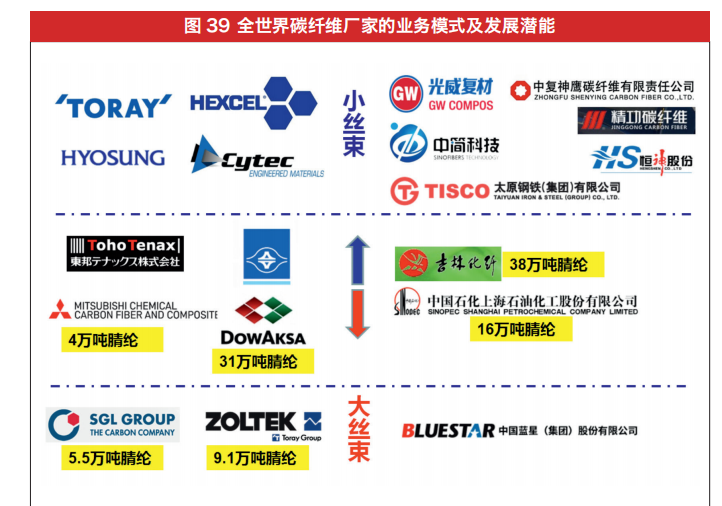 图 39 全世界碳纤维厂家的业务模式及发展潜能
'TORAY'
HEXCEL
HYOSUNG
Cytec
ENGINEERED MATERIALS
小丝束
GW
光威复材
GW COMPOS
中复神鹰碳纤维有限责任公司
ZHONGFU SHENYING CARBON FIBER CO.,LTD.
中简科技
SINOFIBERS TECHNOLOGY
精功碳纤维
JINGGONG CARBON FIBER
HS 恒神股份
HENGSHEN CO.,LTD
TISCO
太原钢铁(集团)有限公司
TAIYUAN IRON & STEEL (GROUP) CO., LTD.
Toho Tenax
東邦テナックス株式会社
MITSUBISHI CHEMICAL
CARBON FIBER AND COMPOSITE
4万吨腈纶
DOWAKSA
31万吨腈纶
吉林化纤
38万吨腈纶
Sinopec
中国石化上海石油化工股份有限公司
SINOPEC SHANGHAI PETROCHEMICAL COMPANY LIMITED
16万吨腈纶
SGL GROUP
THE CARBON COMPANY
5.5万吨腈纶
ZOLTEK
Toray Group
9.1万吨腈纶
大丝束
BLUESTAR 中国蓝星（集团）股份有限公司